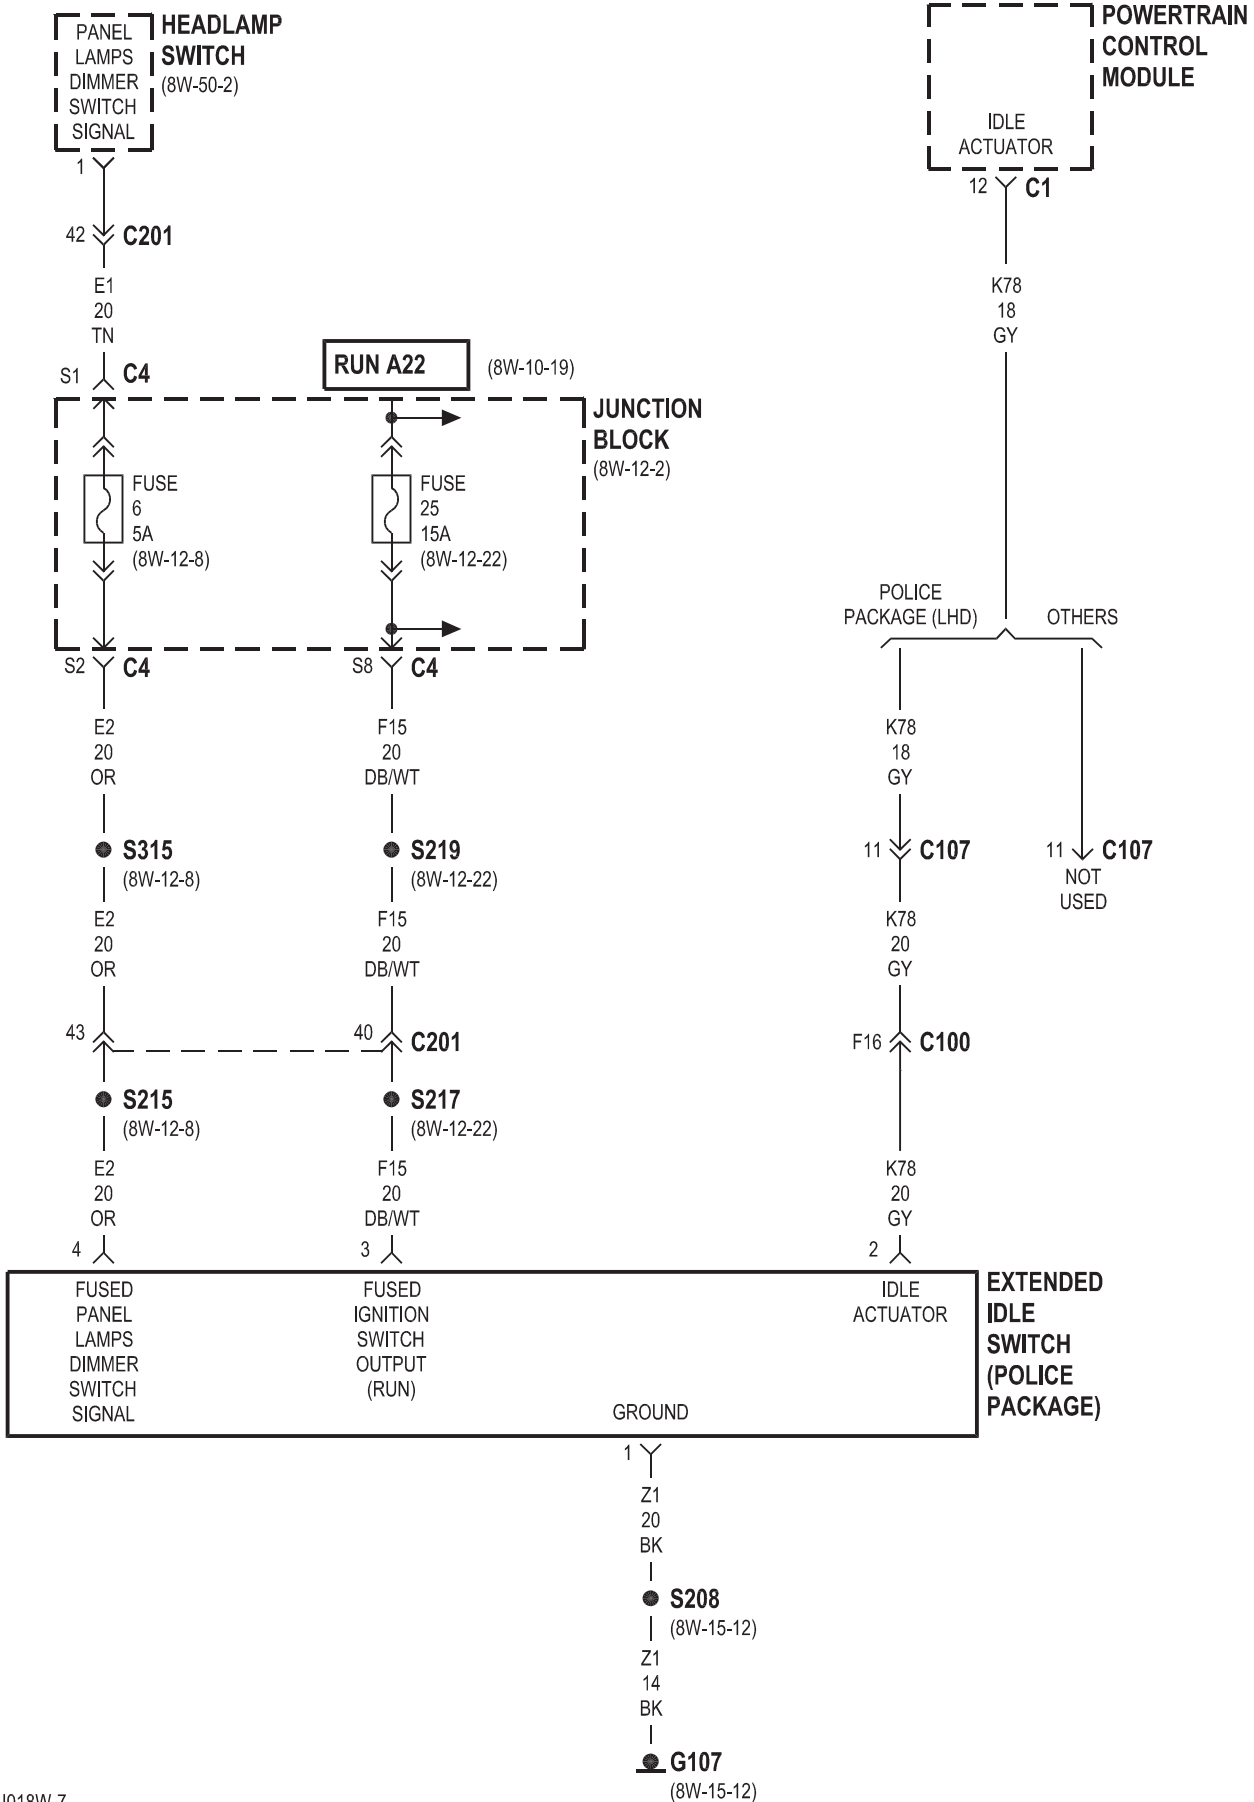 PANEL
LAMPS
DIMMER
SWITCH
SIGNAL
HEADLAMP
SWITCH
(8W-50-2)
1
42 C201
E1
20
TN
S1 C4
POWERTRAIN
CONTROL
MODULE
IDLE
ACTUATOR
12 C1
K78
18
GY
RUN A22 (8W-10-19)
JUNCTION
BLOCK
(8W-12-2)
FUSE
6
5A
(8W-12-8)
FUSE
25
15A
(8W-12-22)
S2 C4
S8 C4
POLICE
PACKAGE (LHD)
OTHERS
E2
20
OR
F15
20
DB/WT
K78
18
GY
S315
(8W-12-8)
S219
(8W-12-22)
11 C107
11 C107
NOT
USED
E2
20
OR
F15
20
DB/WT
K78
20
GY
43
40 C201
F16 C100
S215
(8W-12-8)
S217
(8W-12-22)
E2
20
OR
F15
20
DB/WT
K78
20
GY
4
3
2
FUSED
PANEL
LAMPS
DIMMER
SWITCH
SIGNAL
FUSED
IGNITION
SWITCH
OUTPUT
(RUN)
GROUND
IDLE
ACTUATOR
EXTENDED
IDLE
SWITCH
(POLICE
PACKAGE)
1
Z1
20
BK
S208
(8W-15-12)
Z1
14
BK
G107
(8W-15-12)